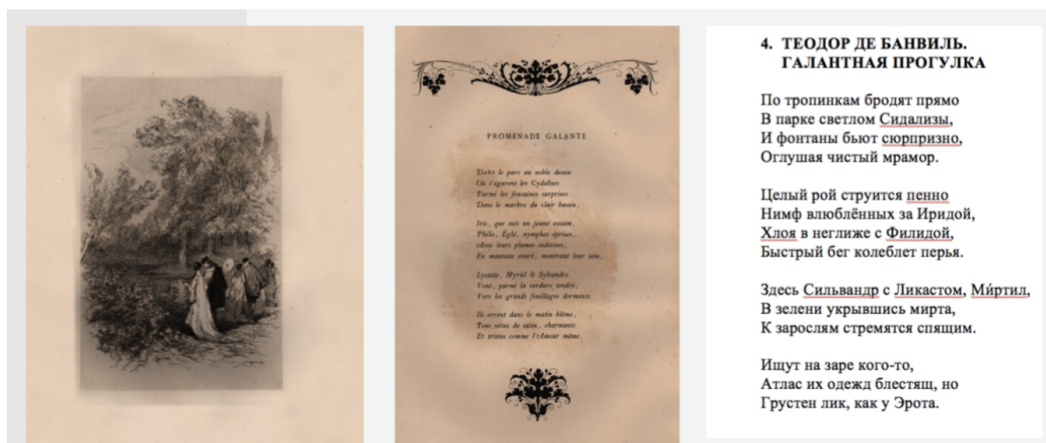 PROMENADE GALANTE
DANS le parc au noble dessin
Où s'égarent les Cydalises
Parmi les fontaines surprises
Dans le marbre du clair bassin,
Iris, que suit un jeune essaim,
Philis, Églé, nymphes éprises,
Avec leurs plumes indécises,
En manteau court, montrant leur sein,
Lycaste, Myrtil & Sylvandre
Vont, parmi la verdure tendre,
Vers les grands feuillages dormants.
Ils errent dans le matin blême,
Tous vêtus de satin, charmants
Et tristes comme l'Amour même.
4. ТЕОДОР ДЕ БАНВИЛЬ.
ГАЛАНТНАЯ ПРОГУЛКА
По тропинкам бродят прямо
В парке светлом Сидализы,
И фонтаны бьют сюрпризно,
Оглушая чистый мрамор.
Целый рой струится пенно
Нимф влюблённых за Иридой,
Хлоя в неглиже с Филидой,
Быстрый бег колеблет перья.
Здесь Сильвандр с Ликастом, Ми́ртил,
В зелени укрывшись мирта,
К зарослям стремятся спящим.
Ищут на заре кого-то,
Атлас их одежд блестящ, но
Грустен лик, как у Эрота.